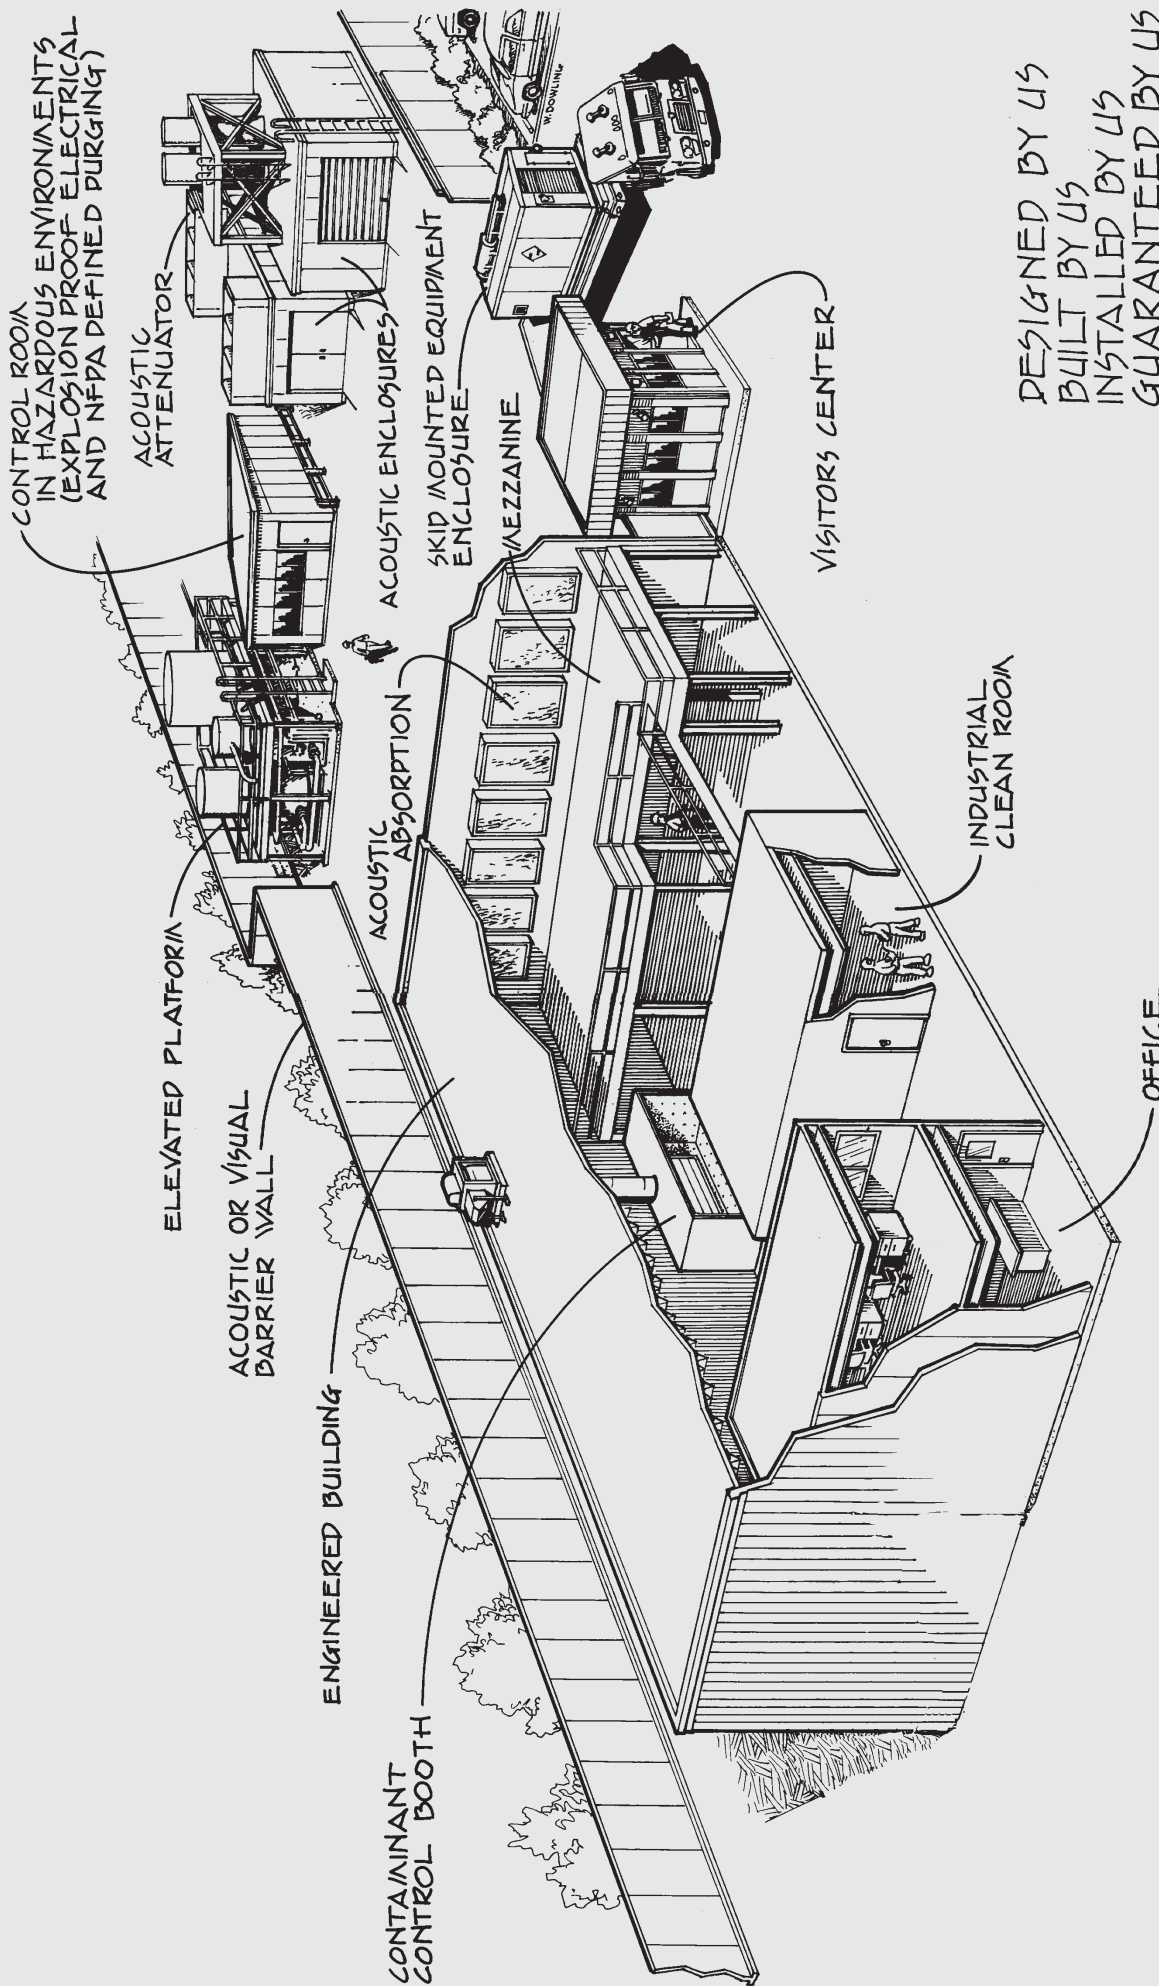 CONTROL ROOM
IN HAZARDOUS ENVIRONMENTS
(EXPLOSION PROOF ELECTRICAL
AND NFPA DEFINED PURGING)
ACOUSTIC
ATTENUATOR
ELEVATED PLATFORM
ACOUSTIC OR VISUAL
BARRIER WALL
ENGINEERED BUILDING
CONTAMINANT
CONTROL BOOTH
ACOUSTIC
ABSORPTION
ACOUSTIC ENCLOSURES
SKID MOUNTED EQUIPMENT
ENCLOSURE
MEZZANINE
W. DOWLING
VISITORS CENTER
INDUSTRIAL
CLEAN ROOM
OFFICE
DESIGNED BY US
BUILT BY US
INSTALLED BY US
GUARANTEED BY US